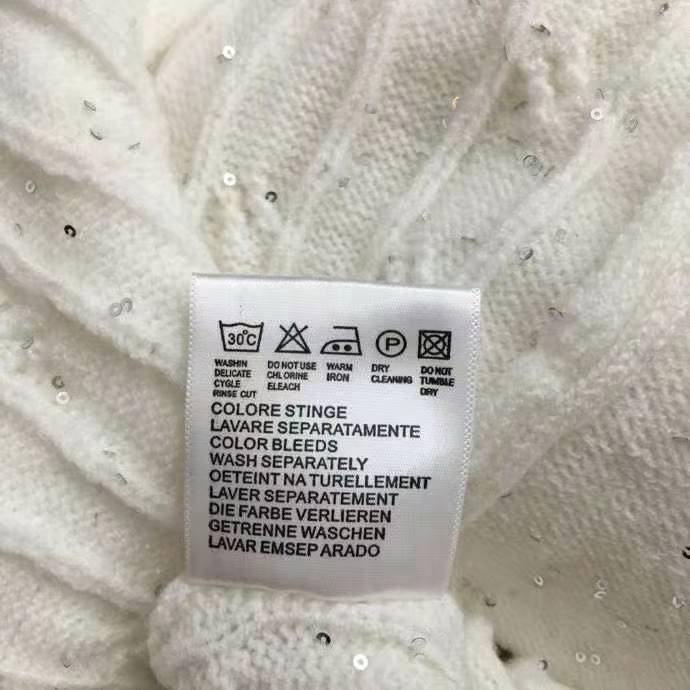 30°C P
WASHIN DELICATE CYGLE RINSE CUT
DO NOT USE CHLORINE ELEACH
WARM IRON
DRY CLEANING
DO NOT TUMBLE DRY
COLORE STINGE
LAVARE SEPARATAMENTE
COLOR BLEEDS
WASH SEPARATELY
OETEINT NA TURELLEMENT
LAVER SEPARATEMENT
DIE FARBE VERLIEREN
GETRENNE WASCHEN
LAVAR EMSEP ARADO